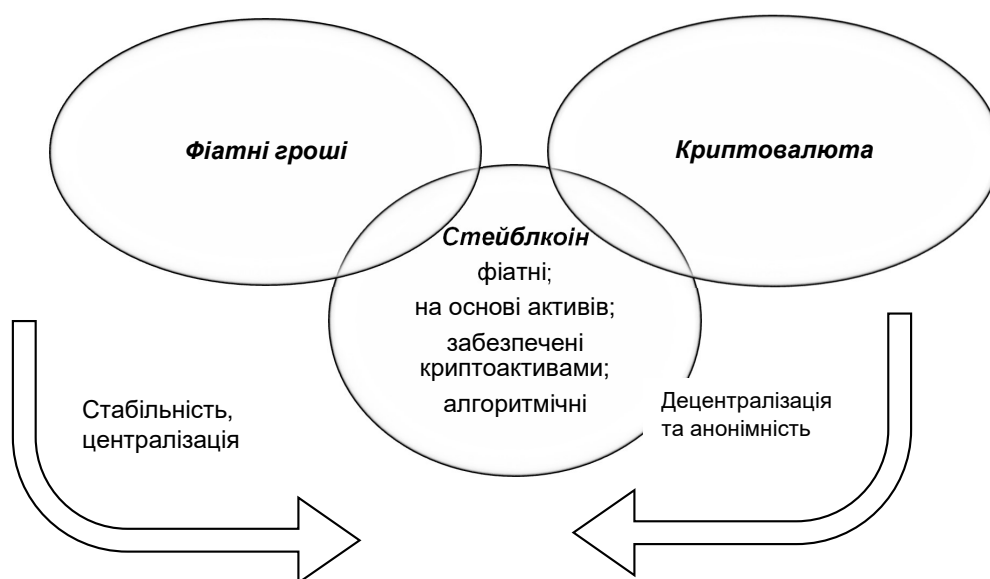 Фіатні гроші
Криптовалюта
Стейблкоін
фіатні;
на основі активів;
забезпечені
криптоактивами;
алгоритмічні
Стабільність,
централізація
Децентралізація
та анонімність